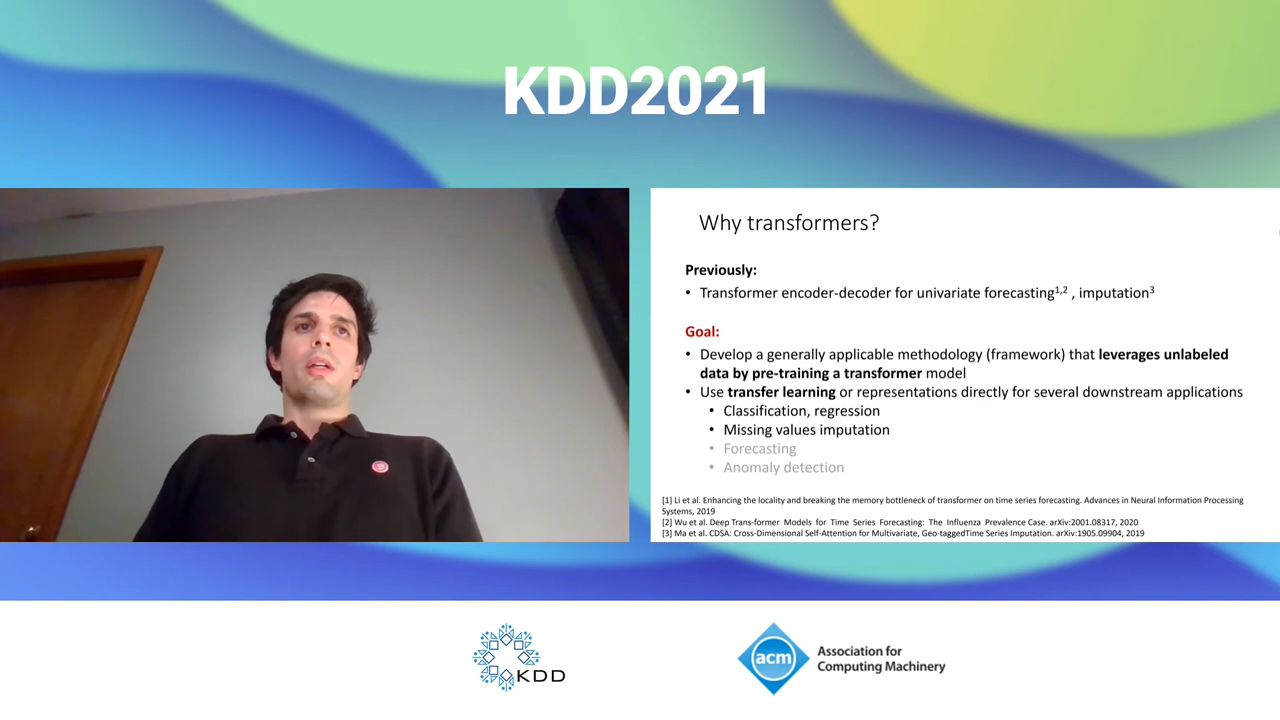 KDD2021
Why transformers?
Previously:
• Transformer encoder-decoder for univariate forecasting1,2 , imputation3
Goal:
• Develop a generally applicable methodology (framework) that leverages unlabeled
data by pre-training a transformer model
• Use transfer learning or representations directly for several downstream applications
• Classification, regression
• Missing values imputation
• Forecasting
• Anomaly detection
[1] Li et al. Enhancing the locality and breaking the memory bottleneck of transformer on time series forecasting. Advances in Neural Information Processing
Systems, 2019
[2] Wu et al. Deep Trans-former Models for Time Series Forecasting: The Influenza Prevalence Case. arXiv:2001.08317, 2020
[3] Ma et al. CDSA: Cross-Dimensional Self-Attention for Multivariate, Geo-taggedTime Series Imputation. arXiv:1905.09904, 2019
KDD
acm
Association for
Computing Machinery